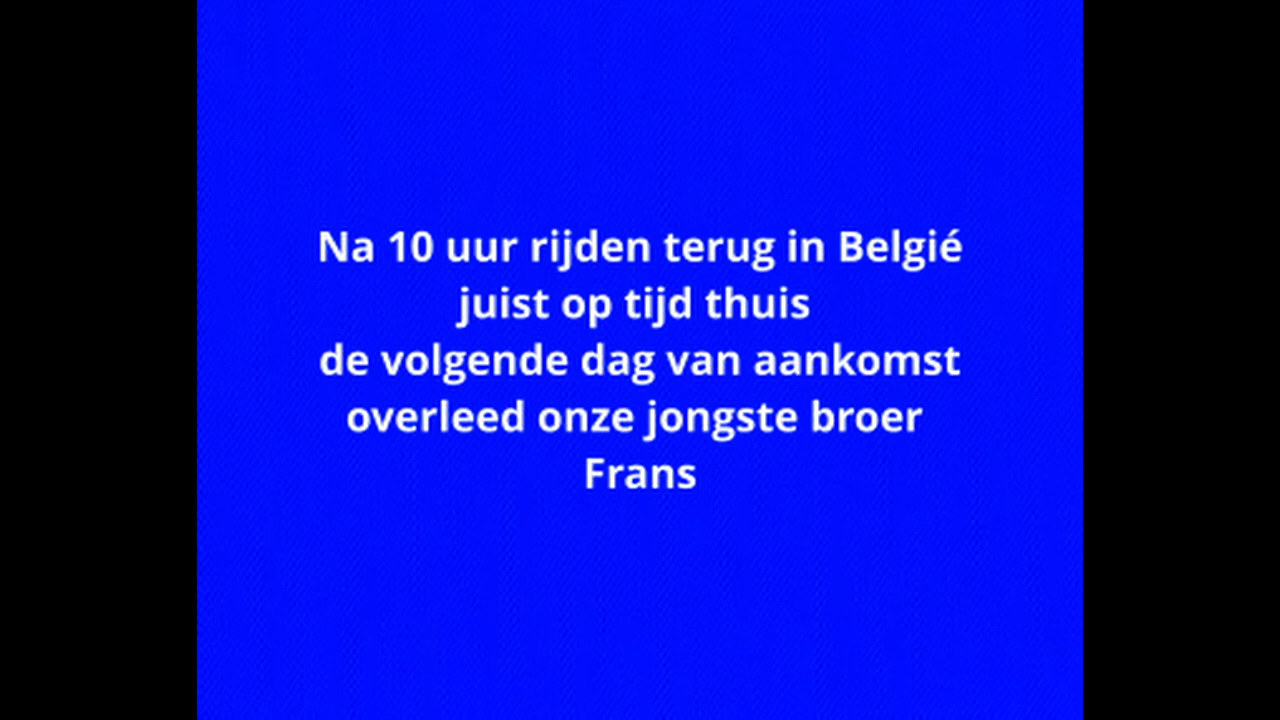 Na 10 uur rijden terug in Belgié
juist op tijd thuis
de volgende dag van aankomst
overleed onze jongste broer
Frans